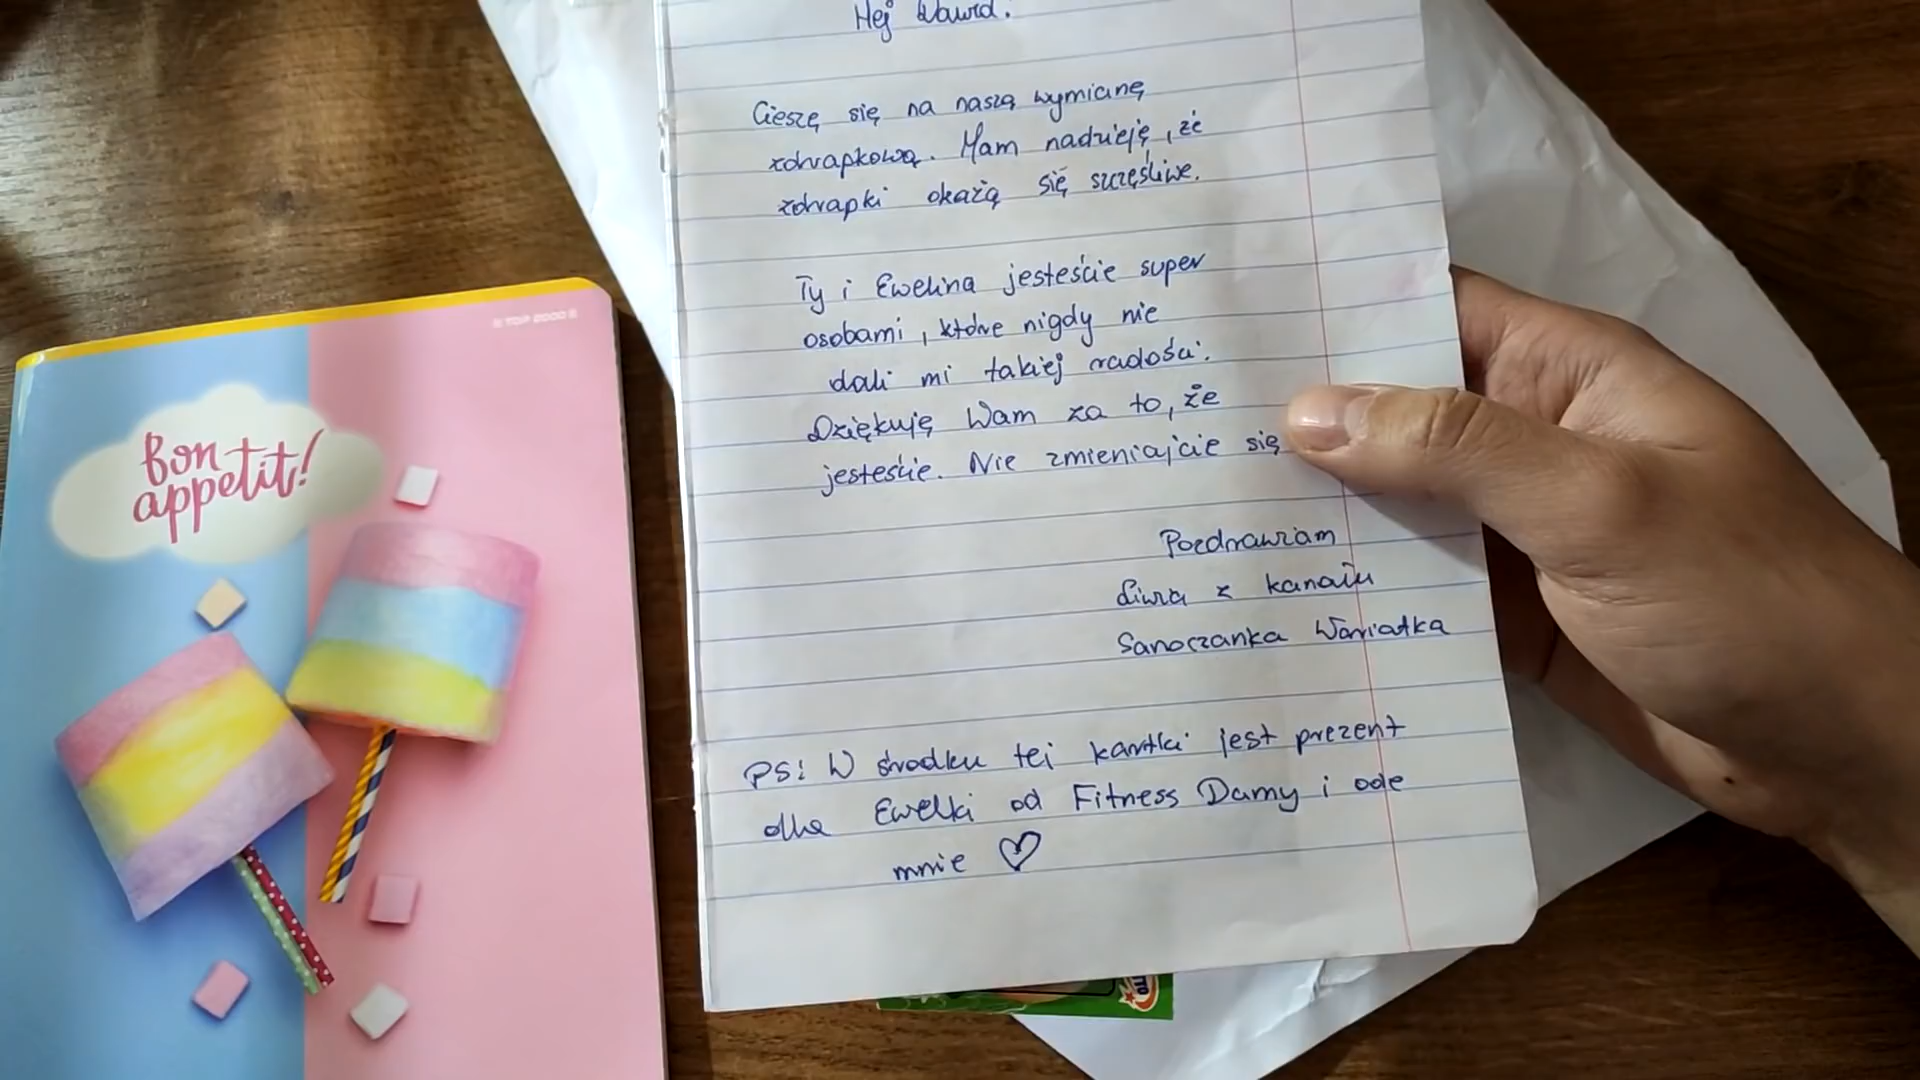 Hej Dawid.
Cieszę się na naszą wymianę
zdrapkową. Mam nadzieję, że
zdrapki okażą się szczęśliwe.
Ty i Ewelina jesteście super
osobami, które nigdy nie
dali mi takiej radości.
Dziękuję Wam za to, że
jesteście. Nie zmieniajcie się
Pozdrawiam
z kanału
Sanoczanka Wariatka
PS: W środku tej kartki jest prezent
dla Ewelki od Fitness Damy i ode
mnie ♡
TOP 2000
Bon
appetit!